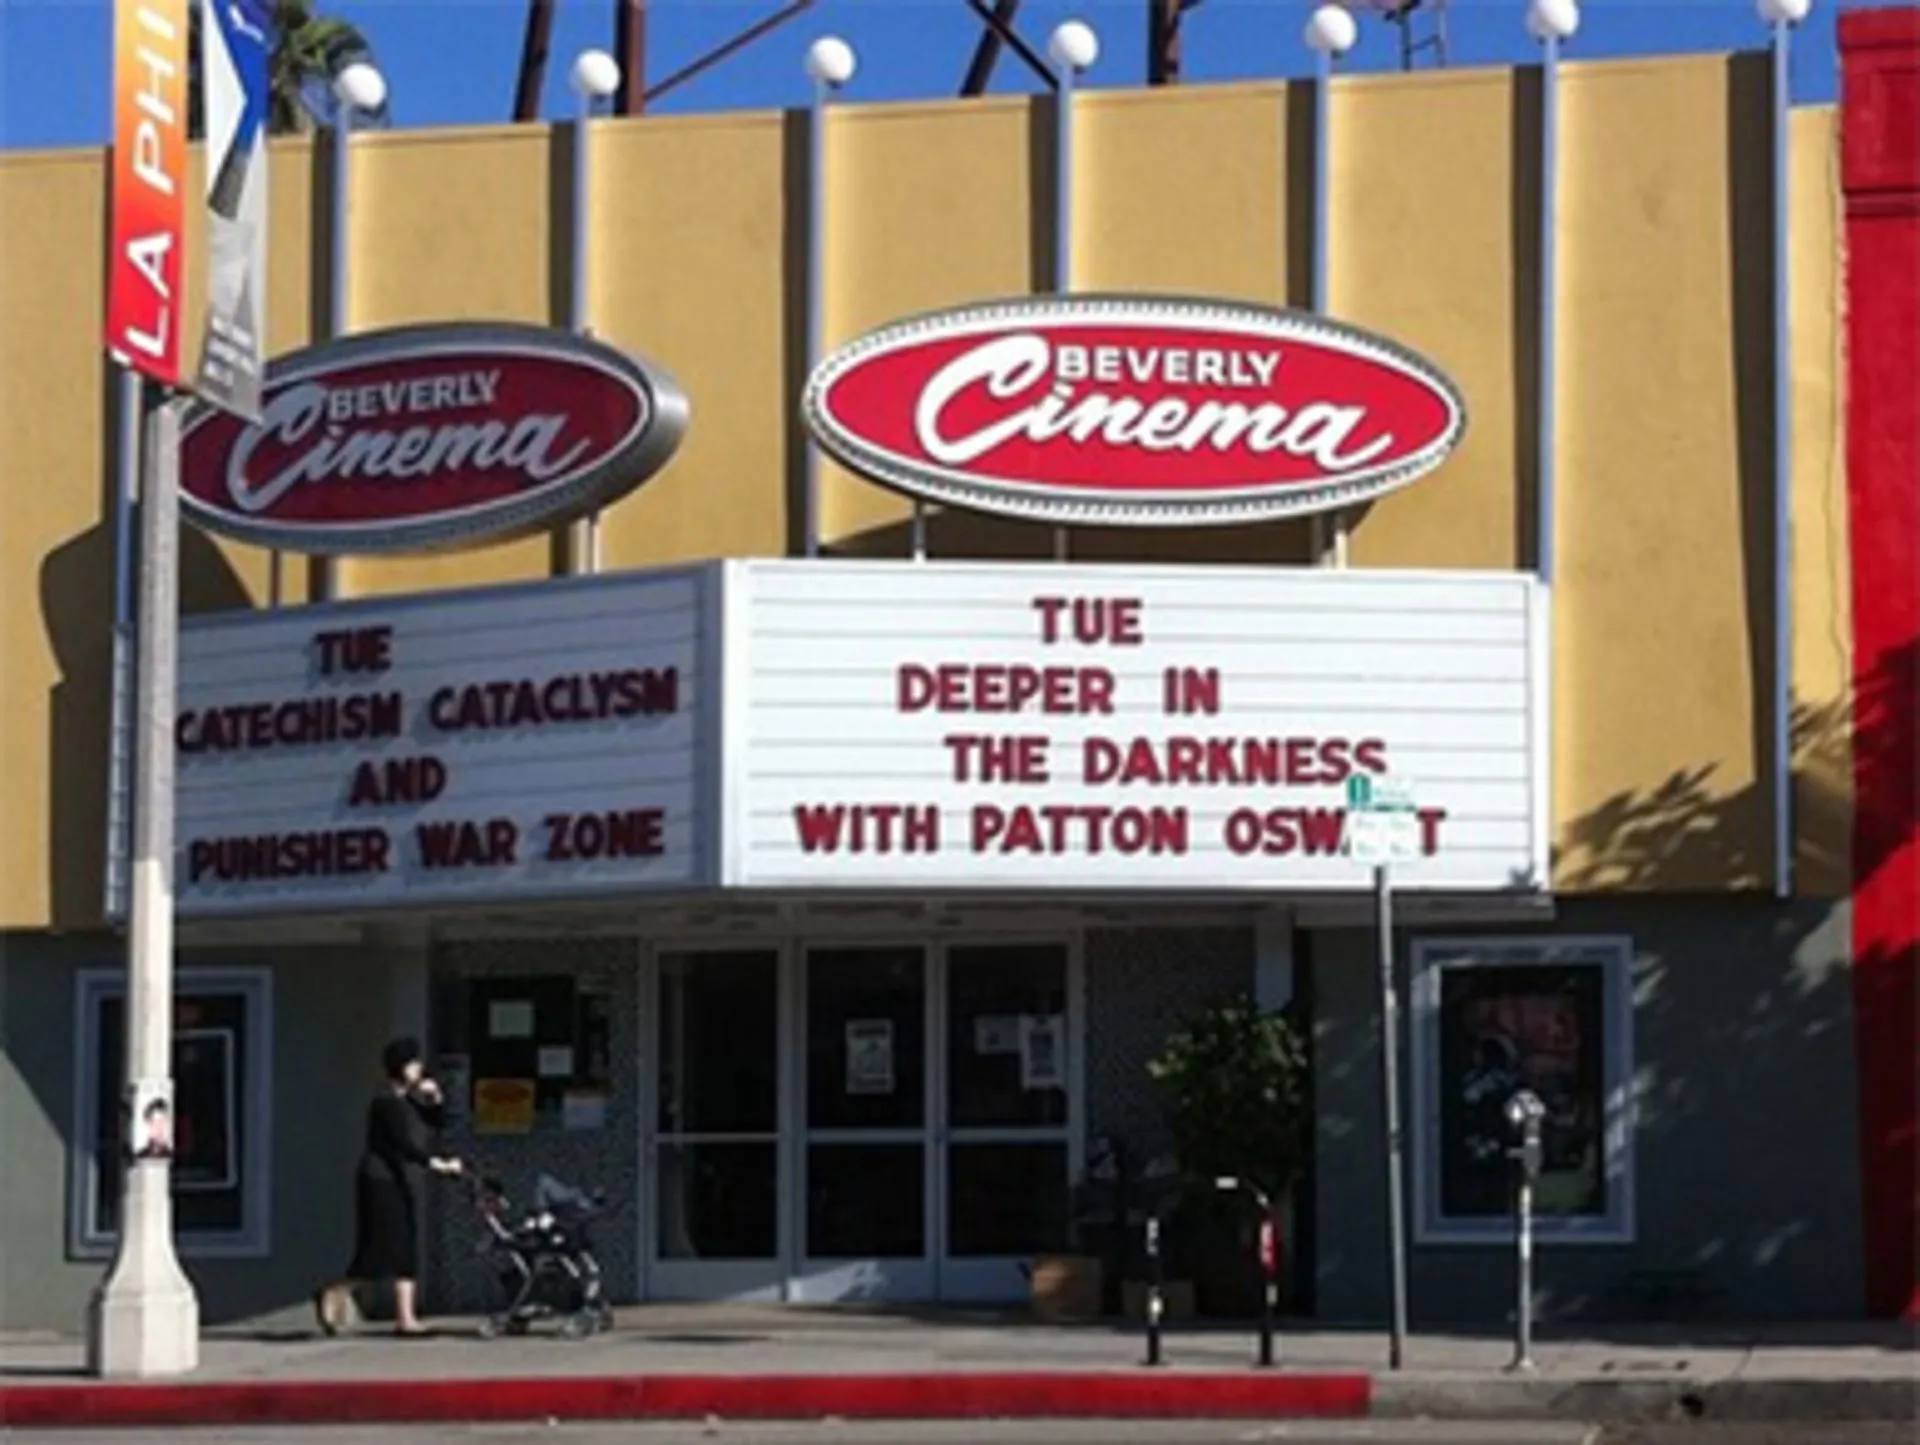 LA PHI
BEVERLY
Cinema
BEVERLY
Cinema
TUE
CATECHISM CATACLYSM
AND
PUNISHER WAR ZONE
TUE
DEEPER IN
THE DARKNESS
WITH PATTON